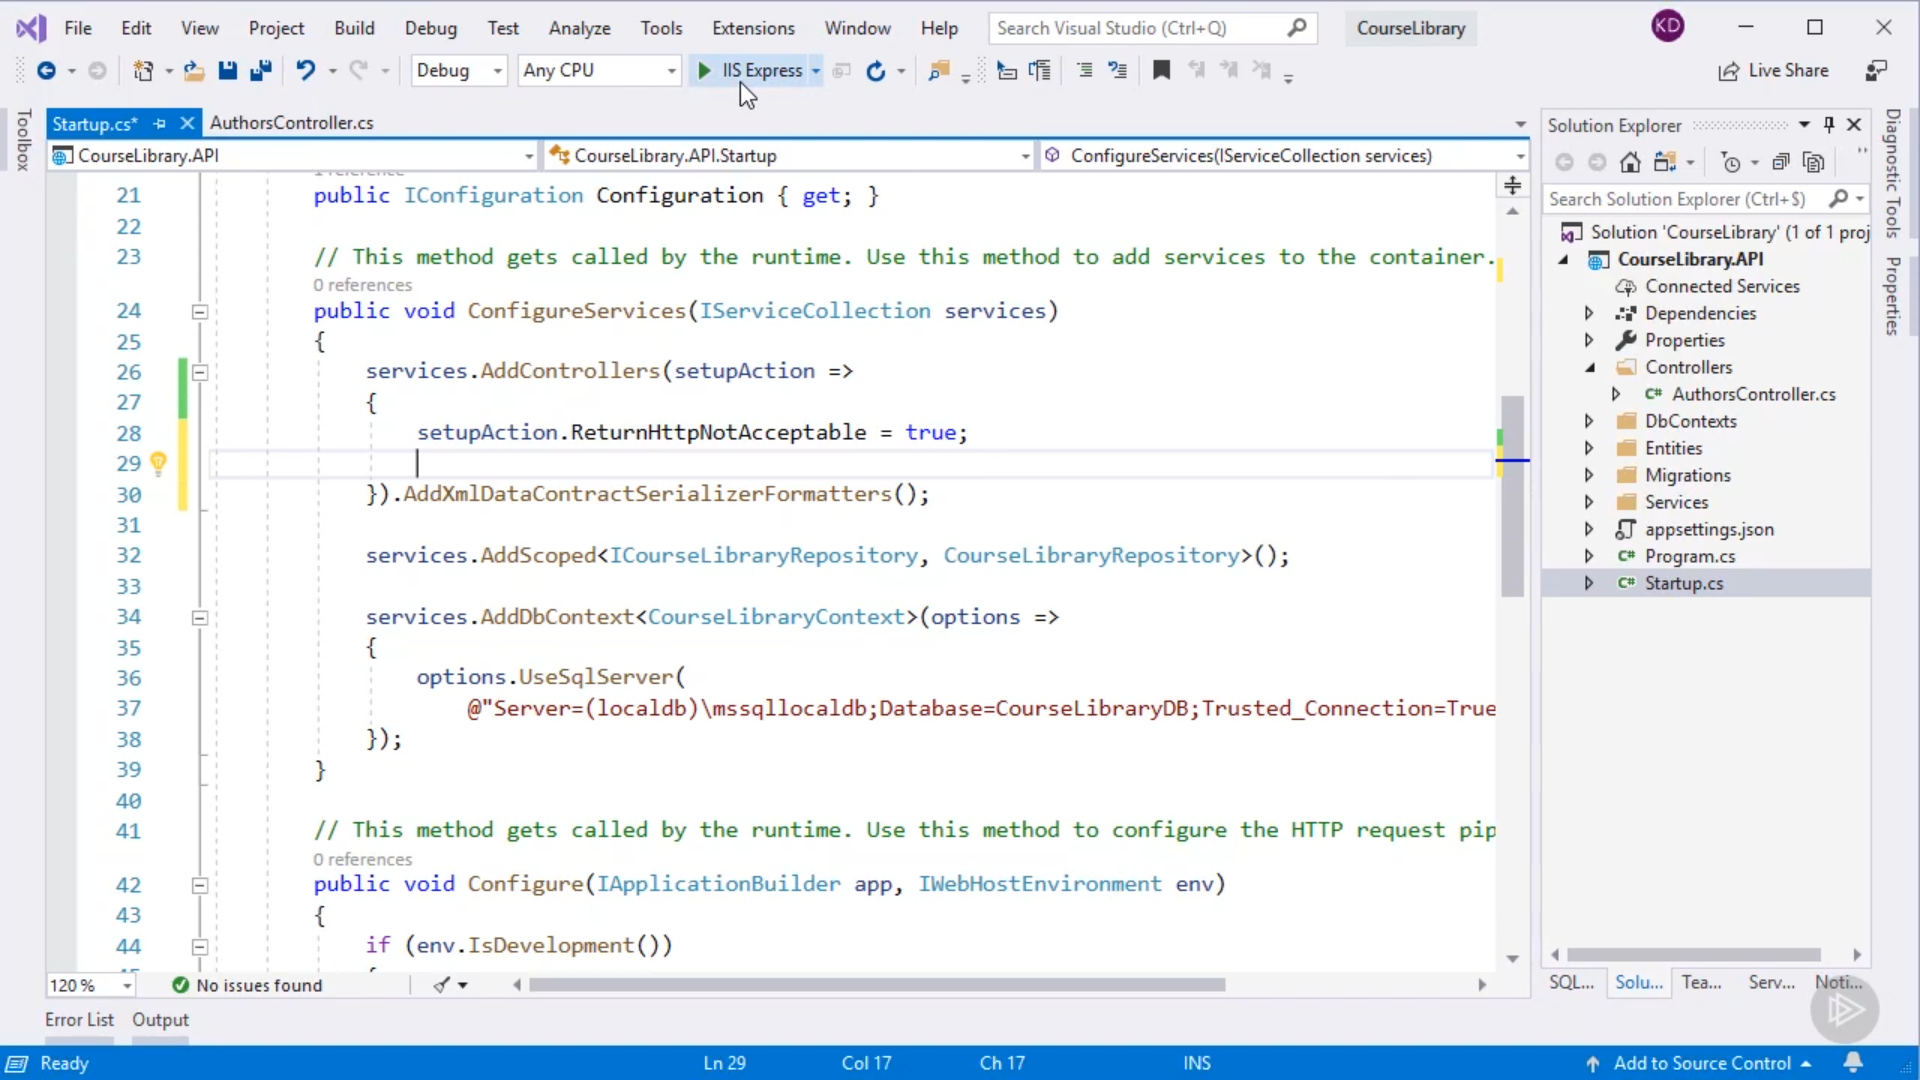 File Edit View Project Build Debug Test Analyze Tools Extensions Window Help Search Visual Studio (Ctrl+Q) CourseLibrary KD
Debug Any CPU IIS Express Live Share
Toolbox
Startup.cs* AuthorsController.cs
CourseLibrary.API CourseLibrary.API.Startup ConfigureServices(IServiceCollection services)
21 public IConfiguration Configuration { get; }
22
23 // This method gets called by the runtime. Use this method to add services to the container.
0 references
24 public void ConfigureServices(IServiceCollection services)
25 {
26 services.AddControllers(setupAction =>
27 {
28 setupAction.ReturnHttpNotAcceptable = true;
29
30 }).AddXmlDataContractSerializerFormatters();
31
32 services.AddScoped<ICourseLibraryRepository, CourseLibraryRepository>();
33
34 services.AddDbContext<CourseLibraryContext>(options =>
35 {
36 options.UseSqlServer(
37 @"Server=(localdb)\mssqllocaldb;Database=CourseLibraryDB;Trusted_Connection=True
38 });
39 }
40
41 // This method gets called by the runtime. Use this method to configure the HTTP request pip
0 references
42 public void Configure(IApplicationBuilder app, IWebHostEnvironment env)
43 {
44 if (env.IsDevelopment())
120 % No issues found
Error List Output
Solution Explorer
Search Solution Explorer (Ctrl+$)
Solution 'CourseLibrary' (1 of 1 proj
CourseLibrary.API
Connected Services
Dependencies
Properties
Controllers
C# AuthorsController.cs
DbContexts
Entities
Migrations
Services
appsettings.json
C# Program.cs
C# Startup.cs
SQL... Solu... Tea... Serv... Noti...
Diagnostic Tools
Properties
Ready Ln 29 Col 17 Ch 17 INS Add to Source Control